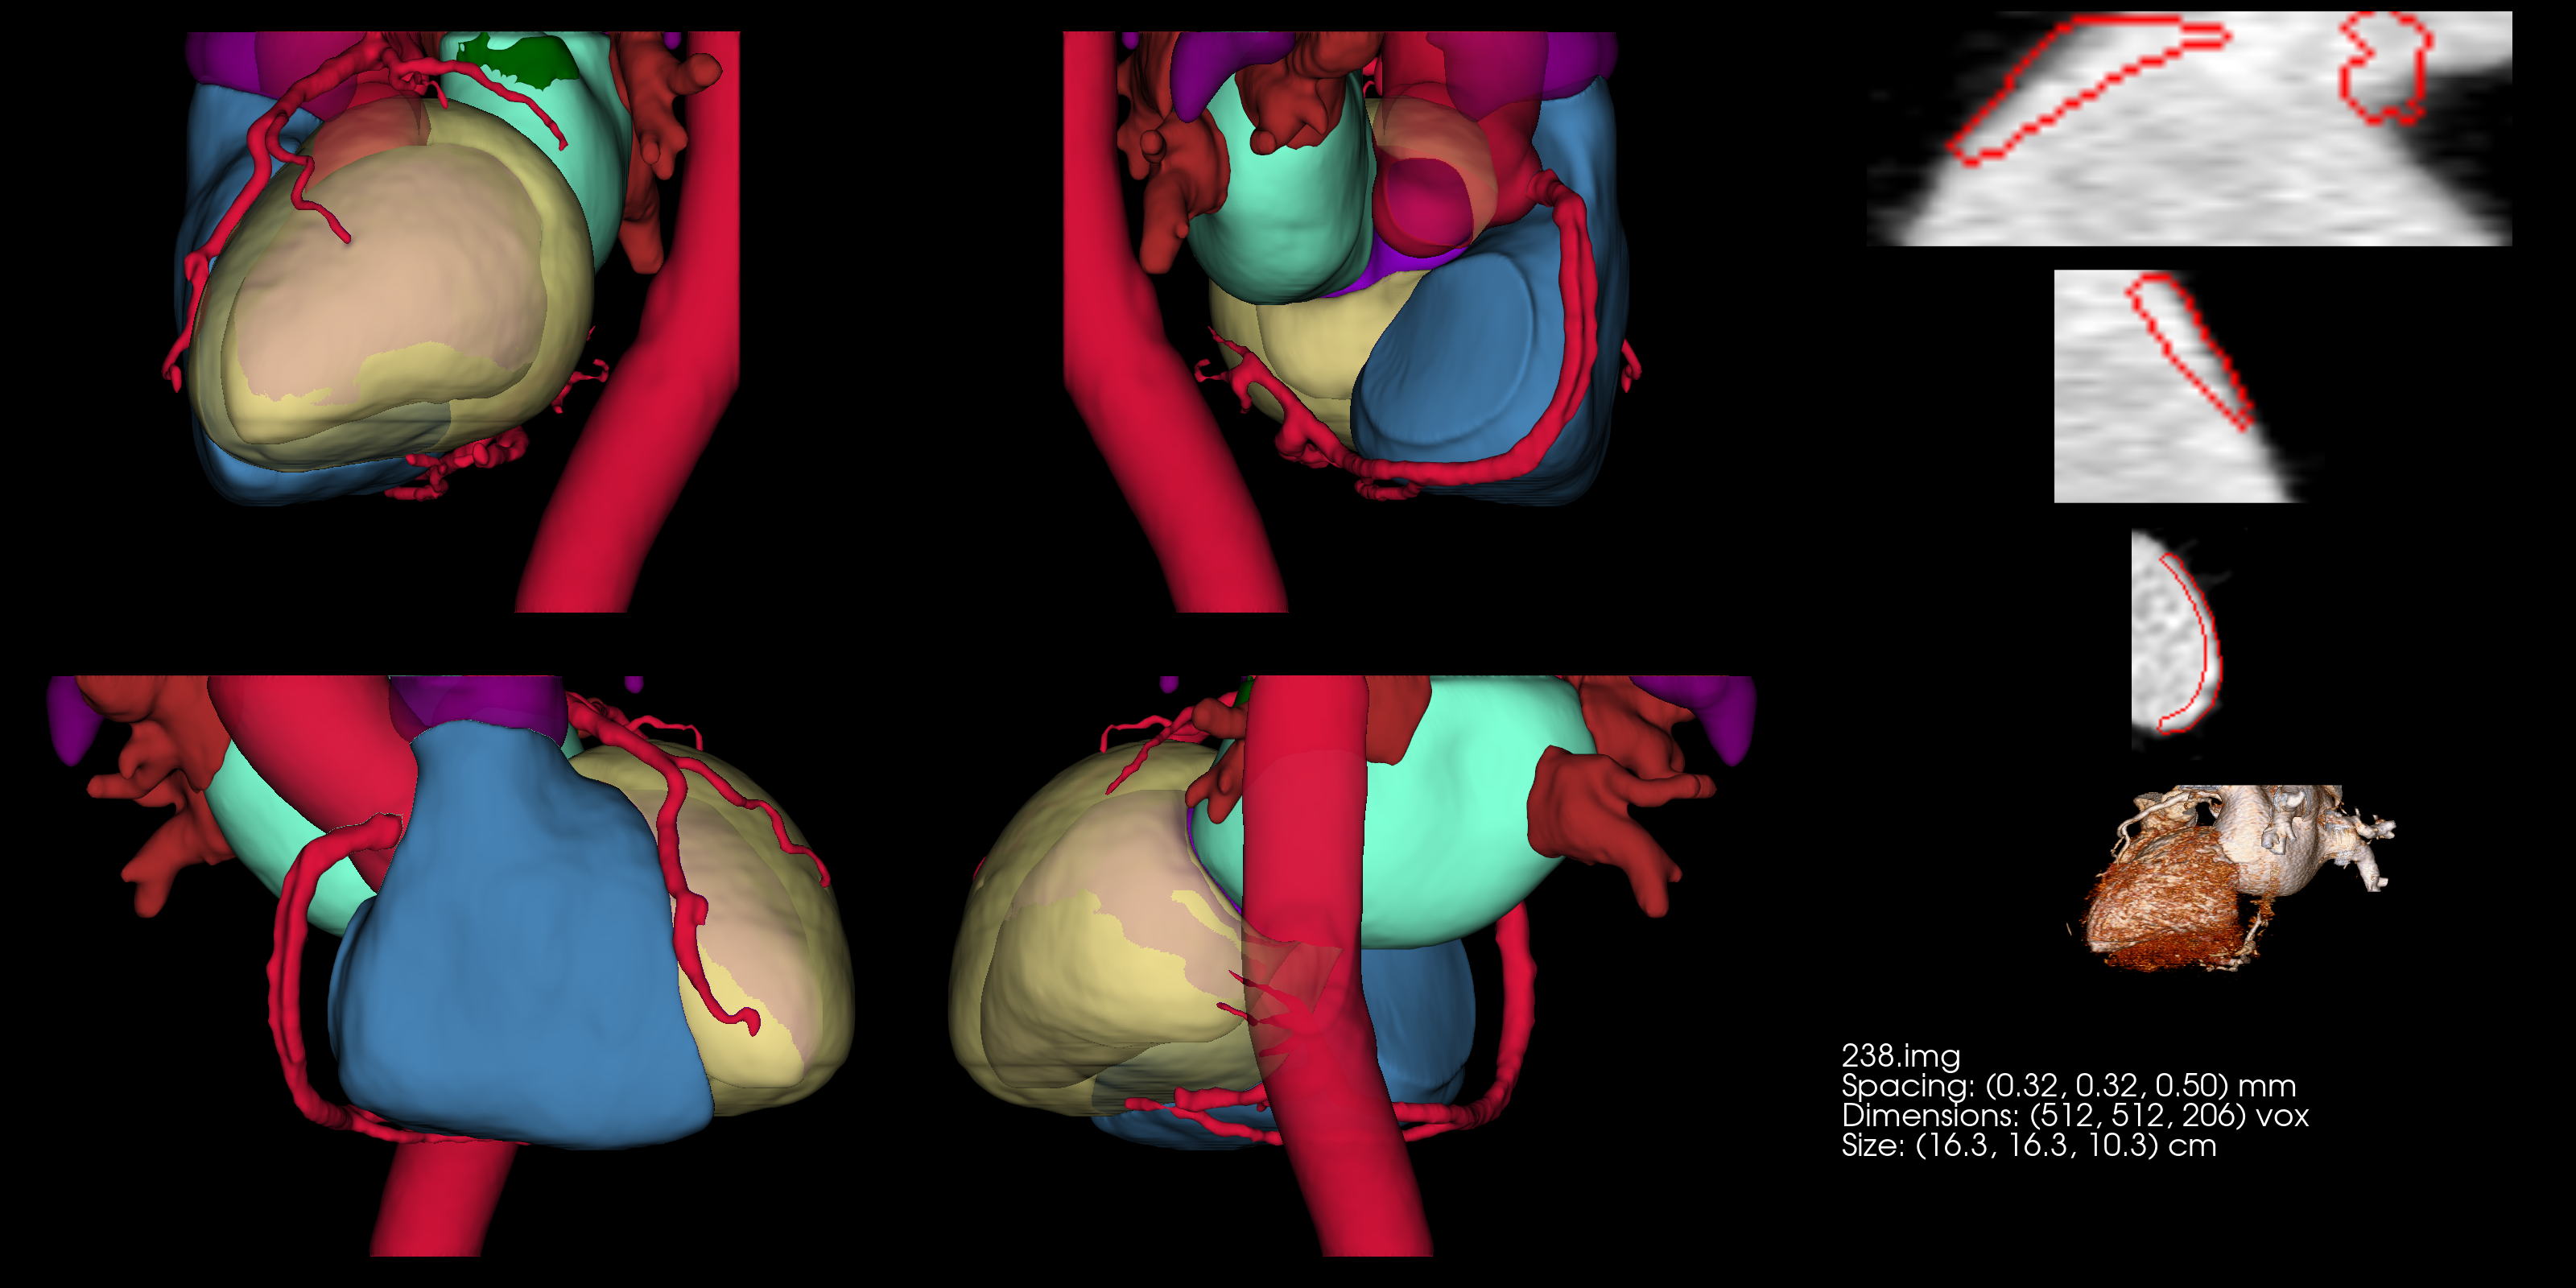 238.img
Spacing: (0.32, 0.32, 0.50) mm
Dimensions: (512, 512, 206) vox
Size: (16.3, 16.3, 10.3) cm